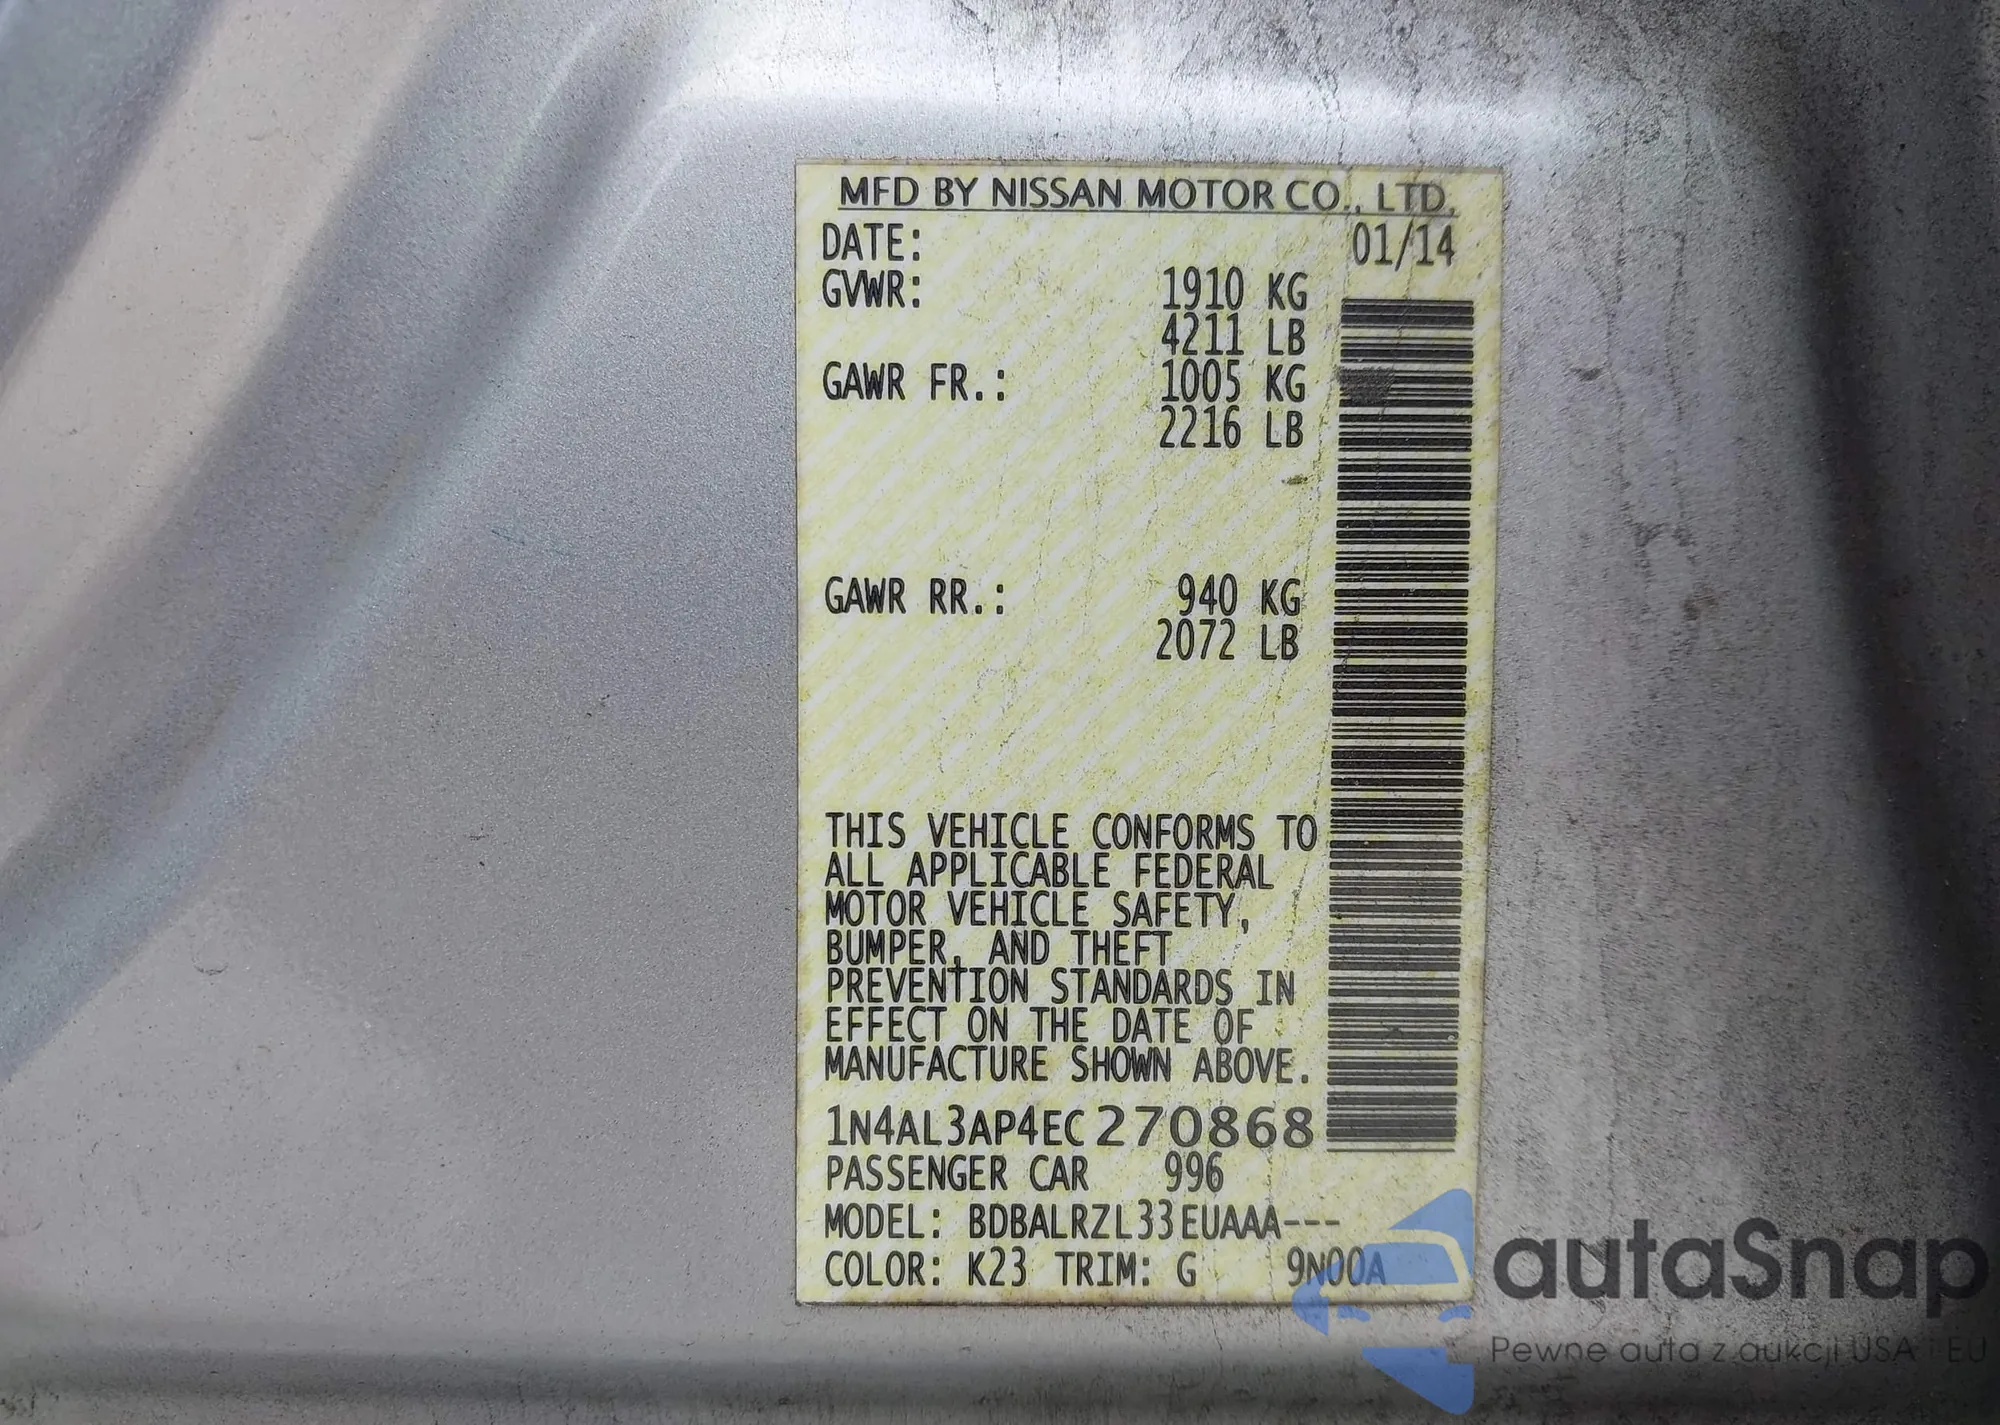 MFD BY NISSAN MOTOR CO., LTD.
DATE: 01/14
GVWR: 1910 KG
4211 LB
GAWR FR.: 1005 KG
2216 LB
GAWR RR.: 940 KG
2072 LB
THIS VEHICLE CONFORMS TO
ALL APPLICABLE FEDERAL
MOTOR VEHICLE SAFETY,
BUMPER, AND THEFT
PREVENTION STANDARDS IN
EFFECT ON THE DATE OF
MANUFACTURE SHOWN ABOVE.
1N4AL3AP4EC270868
PASSENGER CAR 996
MODEL: BDBALRZL33EUAAA---
COLOR: K23 TRIM: G 9N00A
autaSnap
Pewne auta z aukcji USA i EU